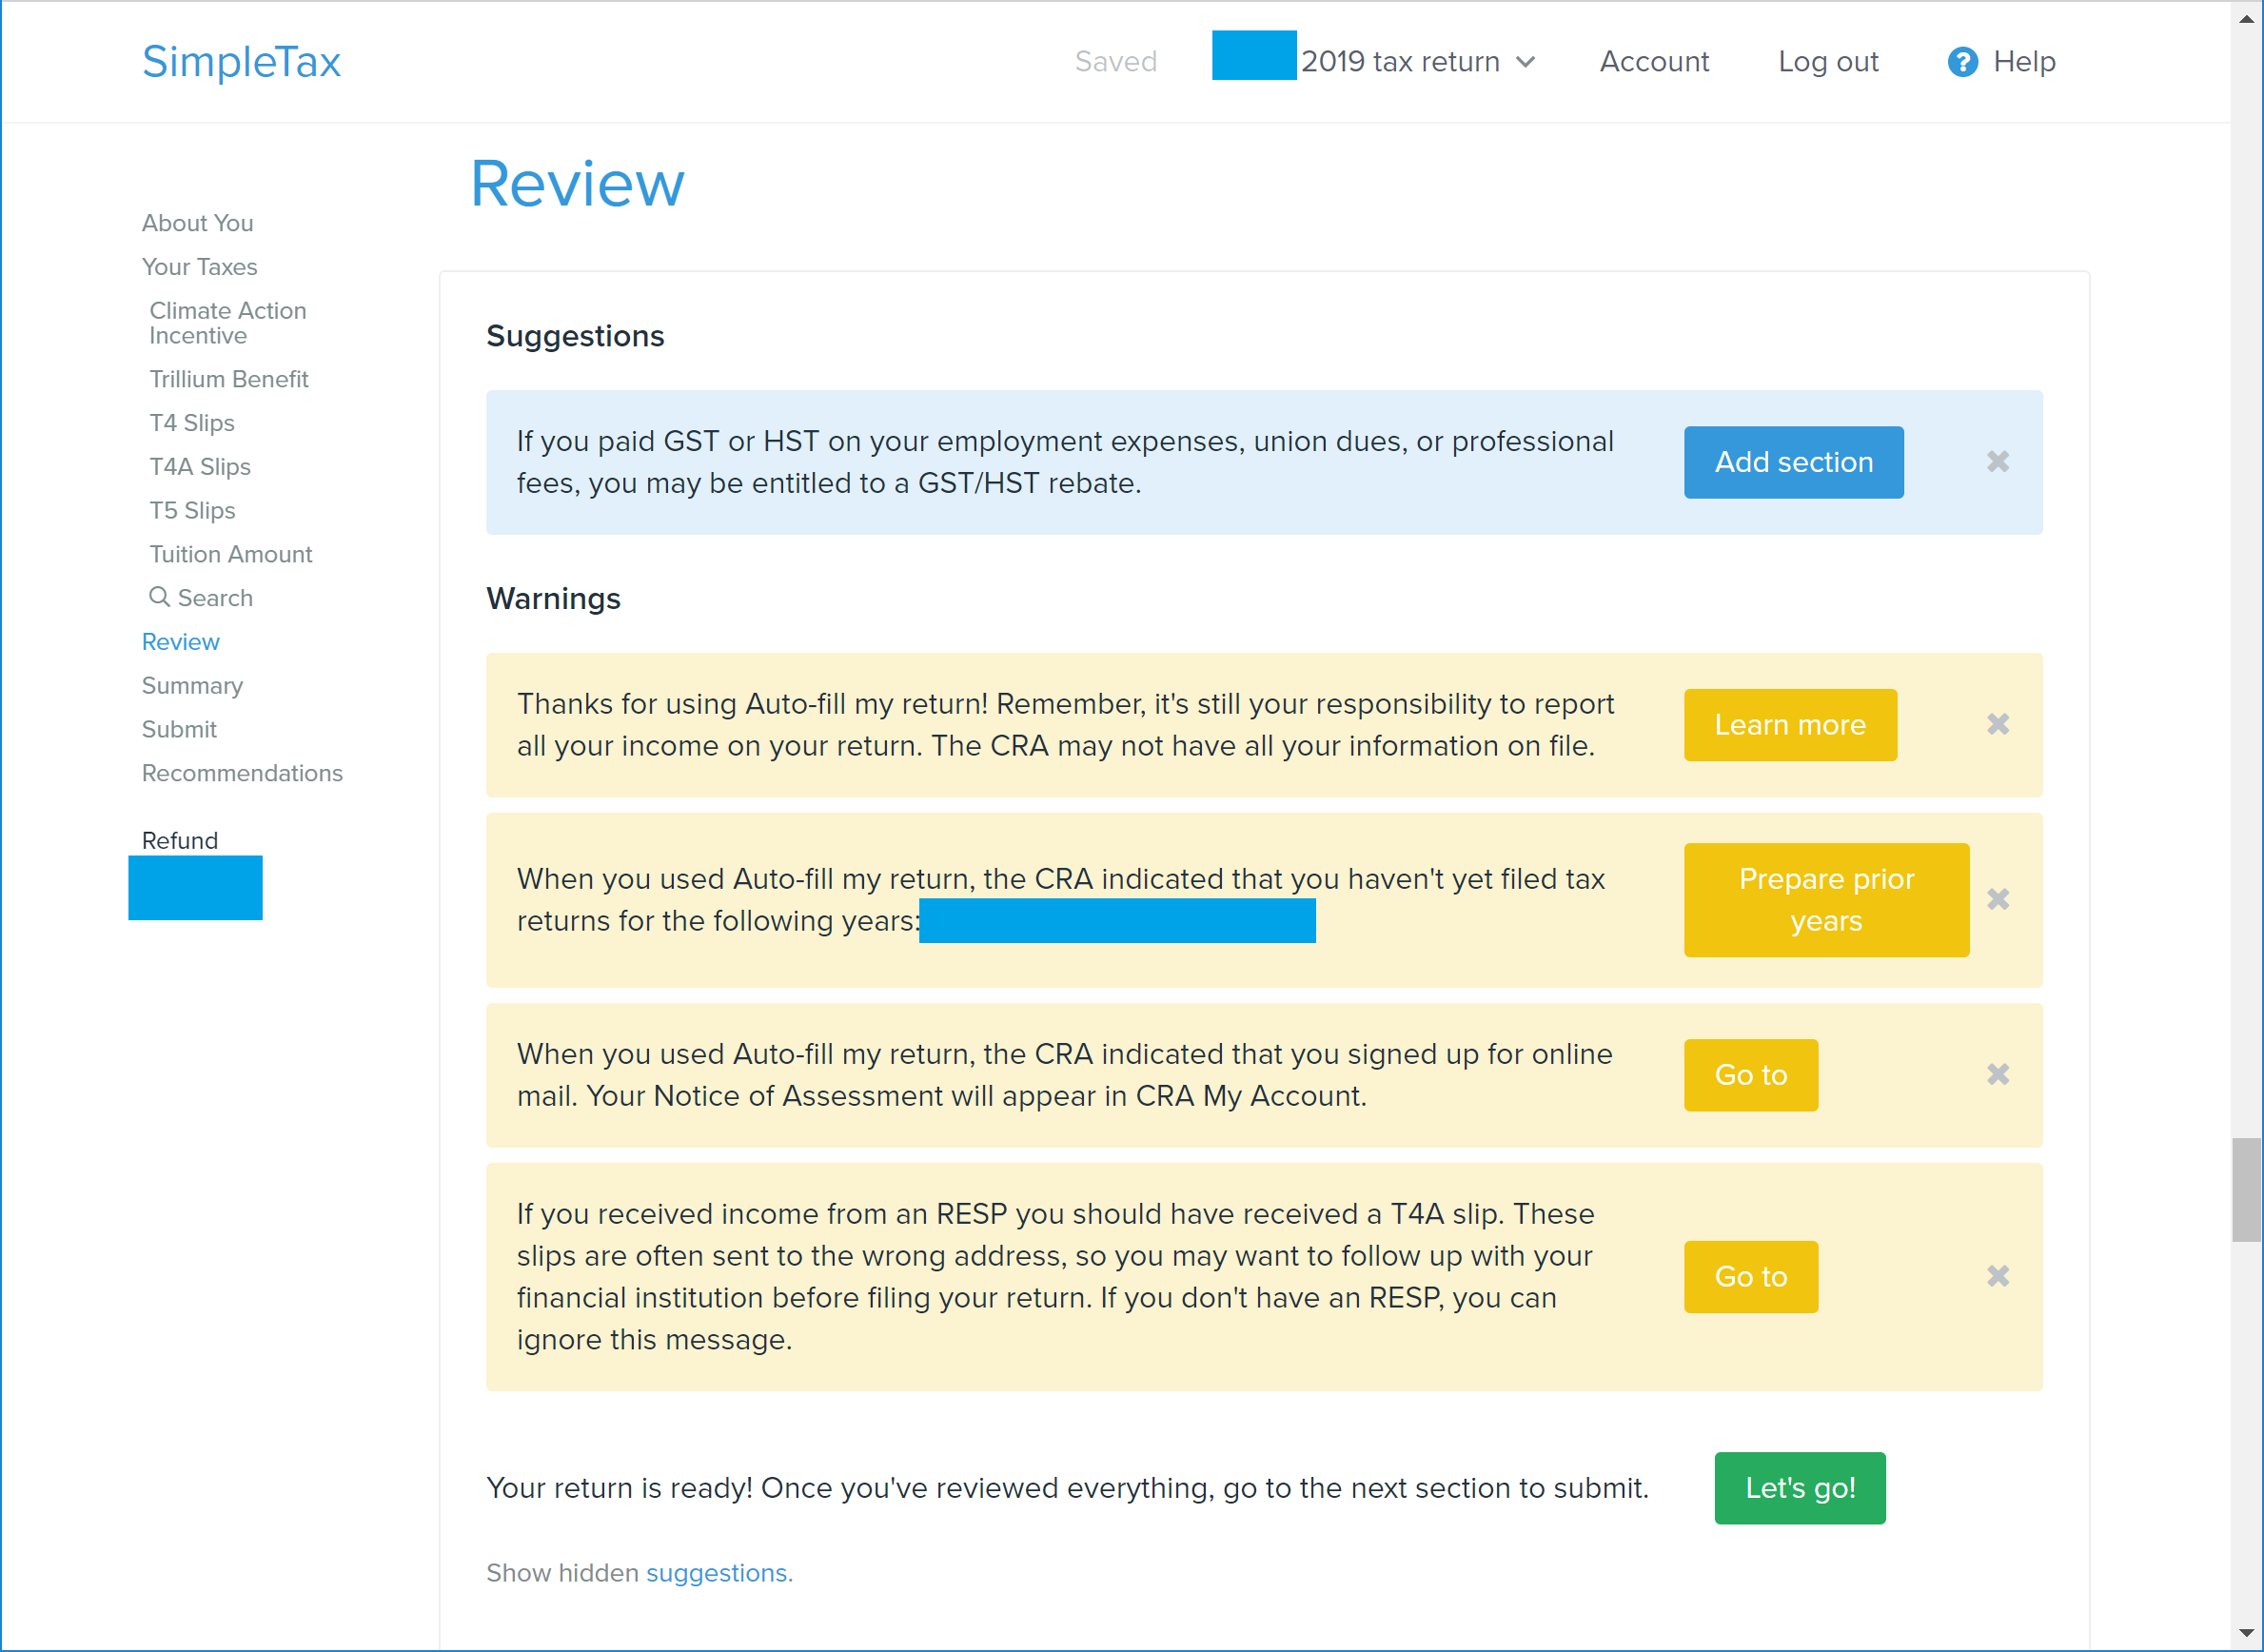 SimpleTax
Saved
2019 tax return
Account
Log out
? Help
About You
Your Taxes
Climate Action
Incentive
Trillium Benefit
T4 Slips
T4A Slips
T5 Slips
Tuition Amount
Search
Review
Summary
Submit
Recommendations
Refund
Review
Suggestions
If you paid GST or HST on your employment expenses, union dues, or professional
fees, you may be entitled to a GST/HST rebate.
Add section
Warnings
Thanks for using Auto-fill my return! Remember, it's still your responsibility to report
all your income on your return. The CRA may not have all your information on file.
Learn more
When you used Auto-fill my return, the CRA indicated that you haven't yet filed tax
returns for the following years:
Prepare prior
years
When you used Auto-fill my return, the CRA indicated that you signed up for online
mail. Your Notice of Assessment will appear in CRA My Account.
Go to
If you received income from an RESP you should have received a T4A slip. These
slips are often sent to the wrong address, so you may want to follow up with your
financial institution before filing your return. If you don't have an RESP, you can
ignore this message.
Go to
Your return is ready! Once you've reviewed everything, go to the next section to submit.
Let's go!
Show hidden suggestions.